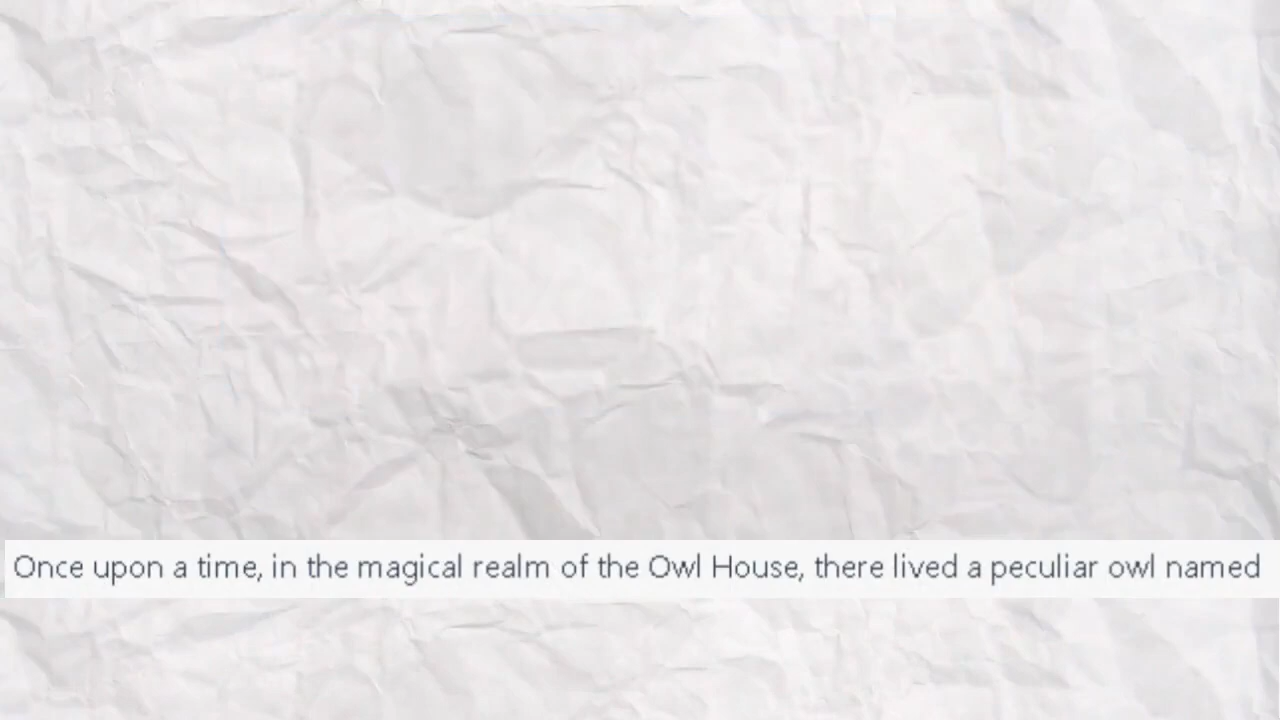 Once upon a time, in the magical realm of the Owl House, there lived a peculiar owl named